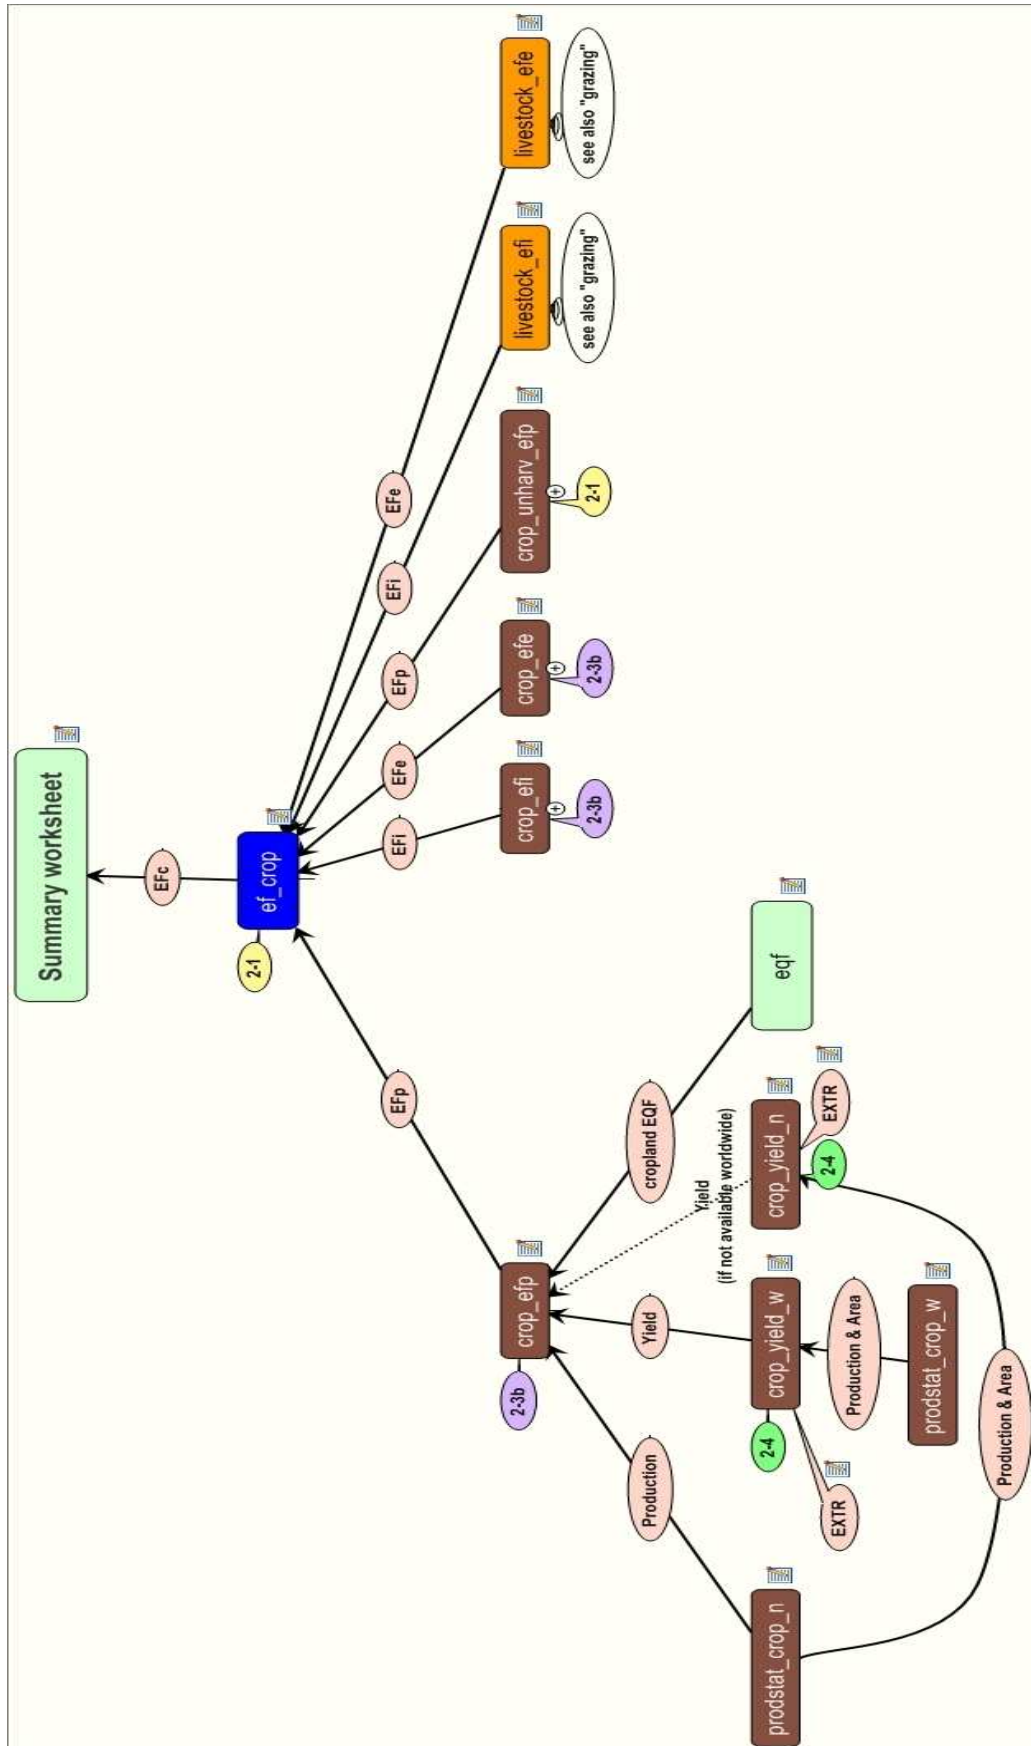 Summary worksheet
EFc
2-1
ef_crop
EFp
EFi
EFe
EFp
EFi
EFe
2-3b
crop_efp
crop_efi
2-3b
crop_efe
2-3b
crop_unharv_efp
2-1
livestock_efi
see also "grazing"
livestock_efe
see also "grazing"
Production
Yield
Yield
(if not available worldwide)
cropland EQF
prodstat_crop_n
2-4
crop_yield_w
EXTR
crop_yield_n
2-4
EXTR
eqf
Production & Area
prodstat_crop_w
Production & Area